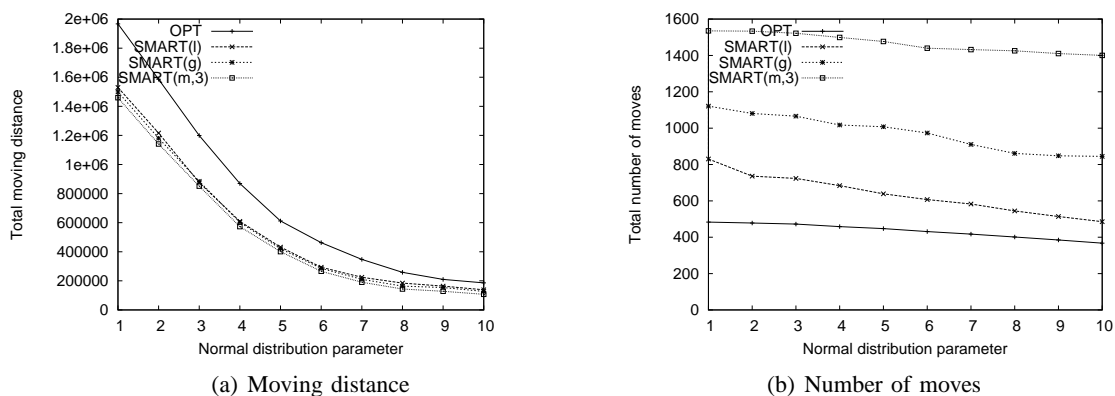 2e+06
1.8e+06
1.6e+06
1.4e+06
1.2e+06
1e+06
800000
600000
400000
200000
0
Total moving distance
OPT
SMART(l)
SMART(g)
SMART(m,3)
1 2 3 4 5 6 7 8 9 10
Normal distribution parameter
(a) Moving distance
1600
1400
1200
1000
800
600
400
200
0
Total number of moves
OPT
SMART(l)
SMART(g)
SMART(m,3)
1 2 3 4 5 6 7 8 9 10
Normal distribution parameter
(b) Number of moves